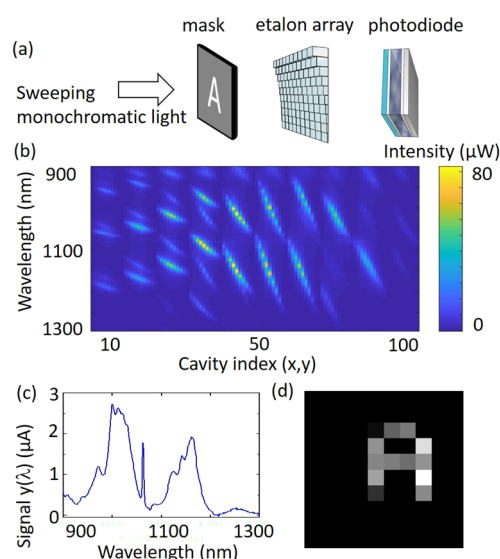 mask
etalon array
photodiode
(a)
Sweeping
monochromatic light
A
(b)
Intensity (μW)
900
1100
1300
Wavelength (nm)
80
0
10
50
100
Cavity index (x,y)
(c)
3
2
1
0
Signal y(λ) (μA)
900
1100
1300
Wavelength (nm)
(d)